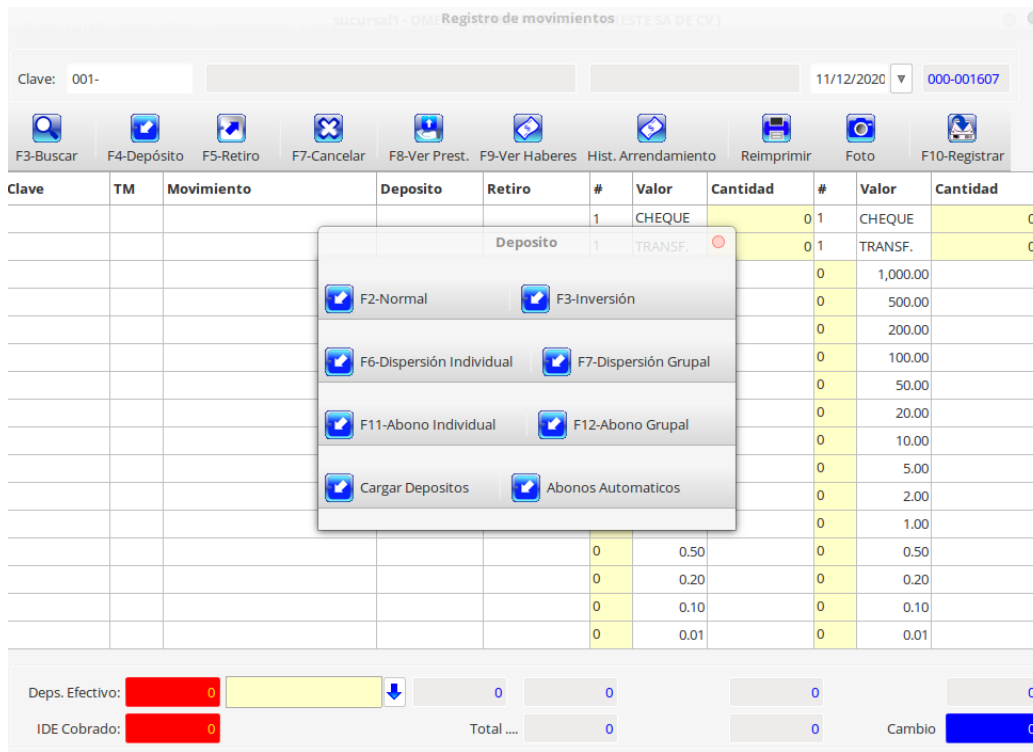 Registro de movimientos
Clave: 001- 11/12/2020 000-001607
F3-Buscar F4-Depósito F5-Retiro F7-Cancelar F8-Ver Prest. F9-Ver Haberes Hist. Arrendamiento Reimprimir Foto F10-Registrar
Clave TM Movimiento Deposito Retiro # Valor Cantidad # Valor Cantidad
1 CHEQUE 0 1 CHEQUE 0
1 TRANSF. 0 1 TRANSF. 0
0 1,000.00
0 500.00
0 200.00
0 100.00
0 50.00
0 20.00
0 10.00
0 5.00
0 2.00
0 1.00
0 0.50 0 0.50
0 0.20 0 0.20
0 0.10 0 0.10
0 0.01 0 0.01
Deposito
F2-Normal F3-Inversión
F6-Dispersión Individual F7-Dispersión Grupal
F11-Abono Individual F12-Abono Grupal
Cargar Depositos Abonos Automaticos
Deps. Efectivo: 0 0 0 0 0
IDE Cobrado: 0 Total .... 0 0 Cambio 0